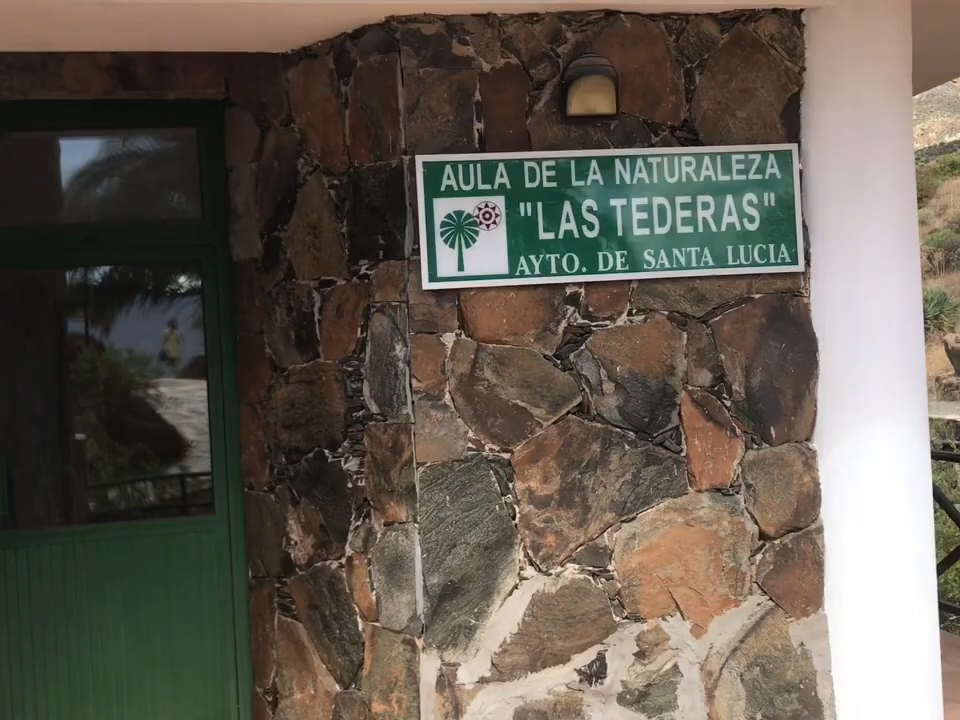 AULA DE LA NATURALEZA
"LAS TEDERAS"
AYTO. DE SANTA LUCIA